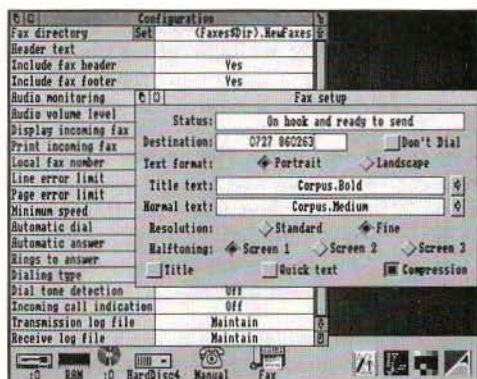 Configuration
Fax directory Set <Faxes$Dir>.NewFaxes
Header text
Include fax header Yes
Include fax footer Yes
Audio monitoring
Audio volume level
Display incoming fax
Print incoming fax
Local fax number
Line error limit
Page error limit
Minimum speed
Automatic dial
Automatic answer
Rings to answer
Dialing type
Dial tone detection Off
Incoming call indication Off
Transmission log file Maintain
Receive log file Maintain
Fax setup
Status: On hook and ready to send
Destination: 0727 860263 Don't Dial
Text format: Portrait Landscape
Title text: Corpus.Bold
Normal text: Corpus.Medium
Resolution: Standard Fine
Halftoning: Screen 1 Screen 2 Screen 3
Title Quick text Compression
:0 RAM :0 HardDisc4 Manual Fax